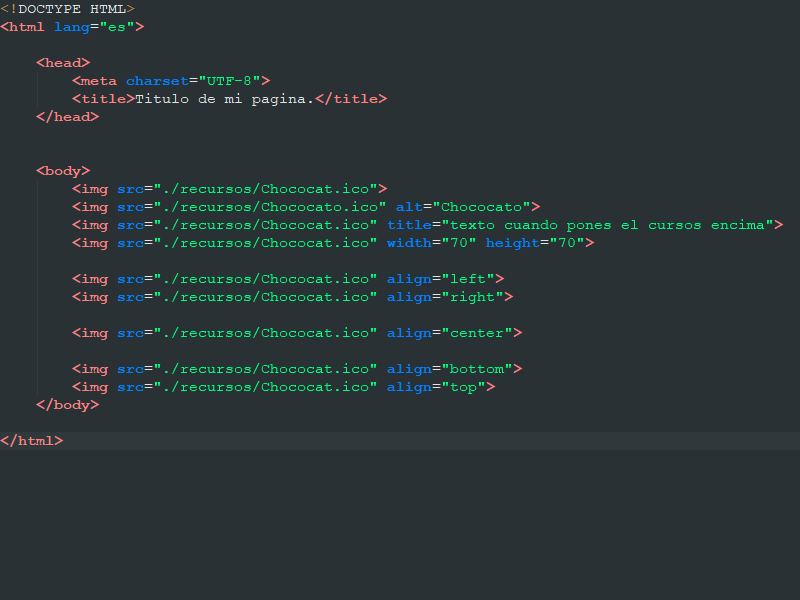 <!DOCTYPE HTML>
<html lang="es">
<head>
<meta charset="UTF-8">
<title>Titulo de mi pagina.</title>
</head>
<body>
<img src="./recursos/Chococat.ico">
<img src="./recursos/Chococato.ico" alt="Chococato">
<img src="./recursos/Chococat.ico" title="texto cuando pones el cursos encima">
<img src="./recursos/Chococat.ico" width="70" height="70">
<img src="./recursos/Chococat.ico" align="left">
<img src="./recursos/Chococat.ico" align="right">
<img src="./recursos/Chococat.ico" align="center">
<img src="./recursos/Chococat.ico" align="bottom">
<img src="./recursos/Chococat.ico" align="top">
</body>
</html>